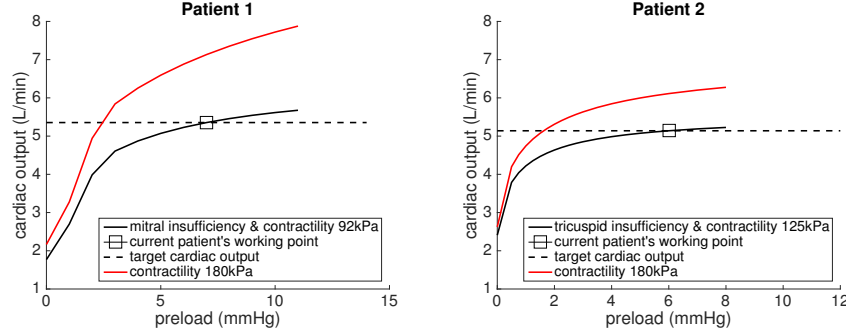 Patient 1
8
7
6
5
4
3
2
1
cardiac output (L/min)
mitral insufficiency & contractility 92kPa
current patient's working point
target cardiac output
contractility 180kPa
0 5 10 15
preload (mmHg)
Patient 2
8
7
6
5
4
3
2
1
cardiac output (L/min)
tricuspid insufficiency & contractility 125kPa
current patient's working point
target cardiac output
contractility 180kPa
0 2 4 6 8 10 12
preload (mmHg)